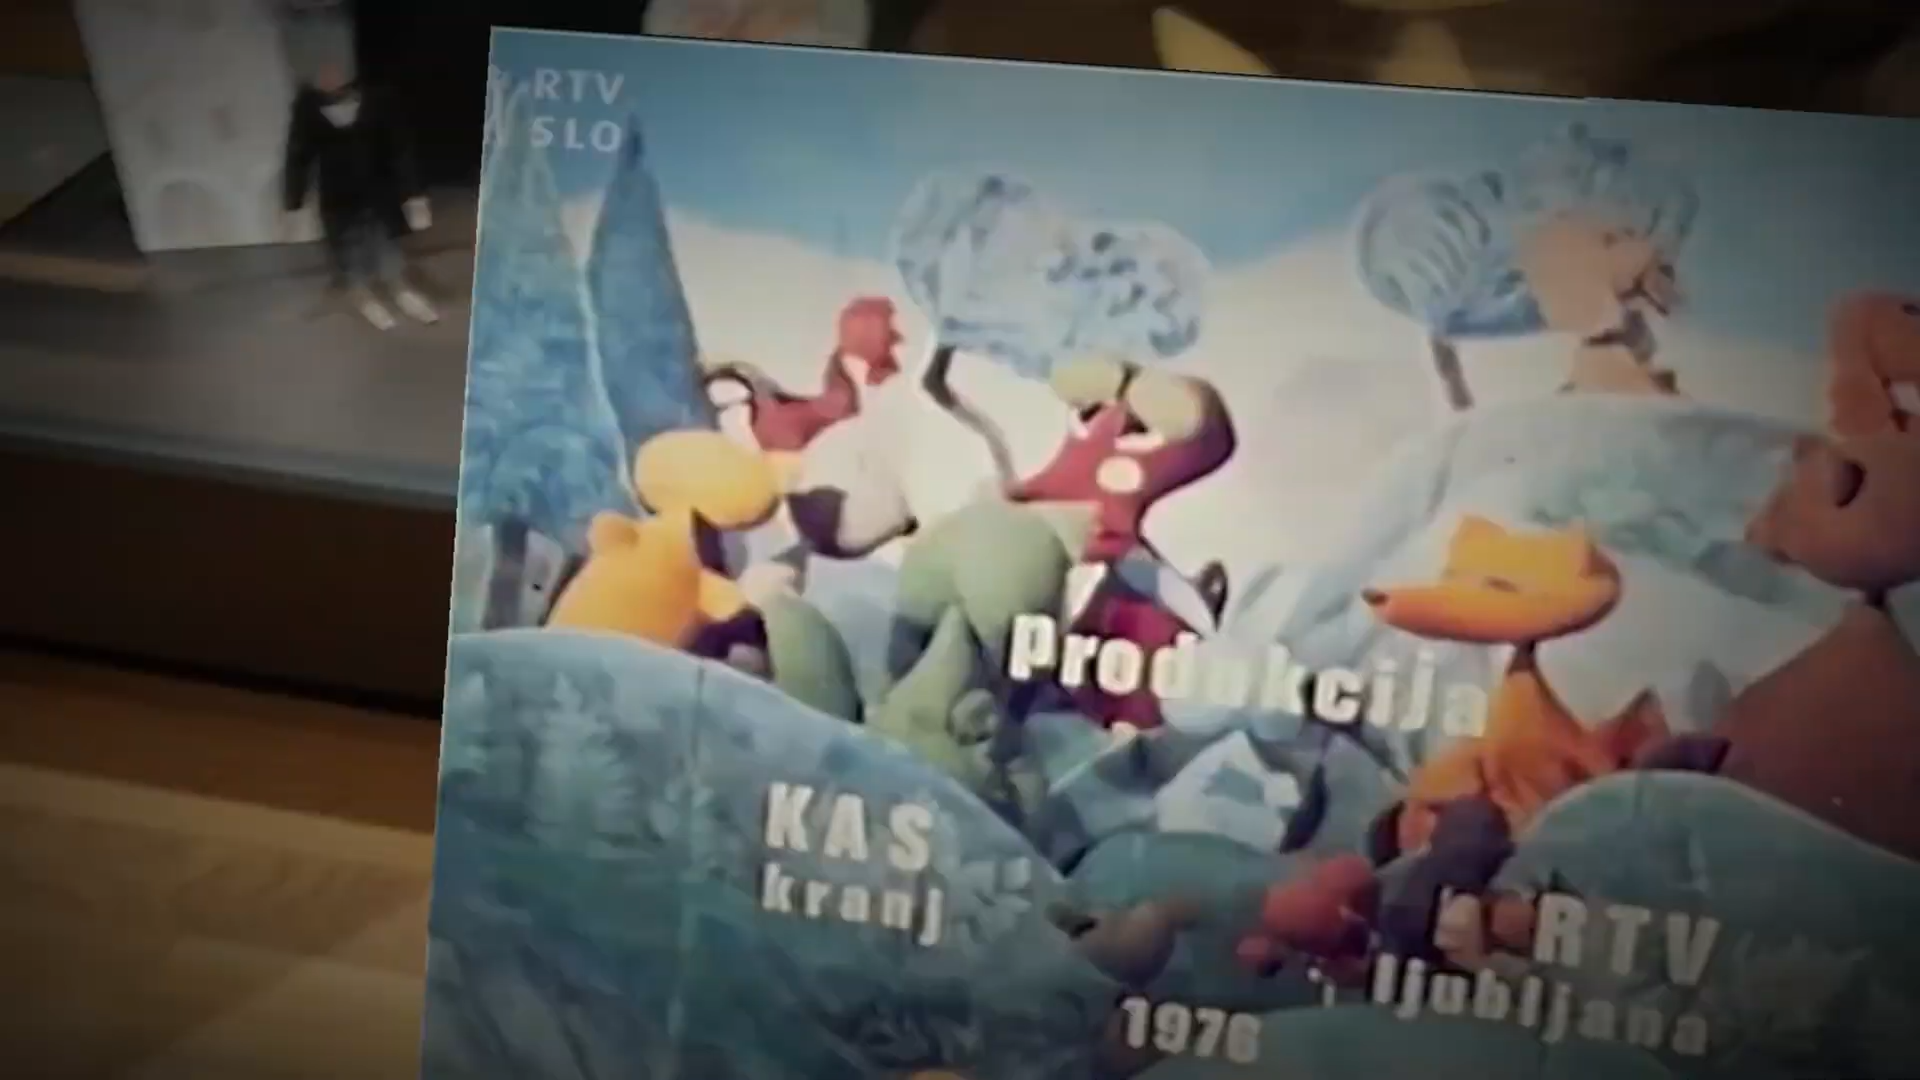 RTV
SLO
produkcija
KAS
kranj
RTV
ljubljana
1976